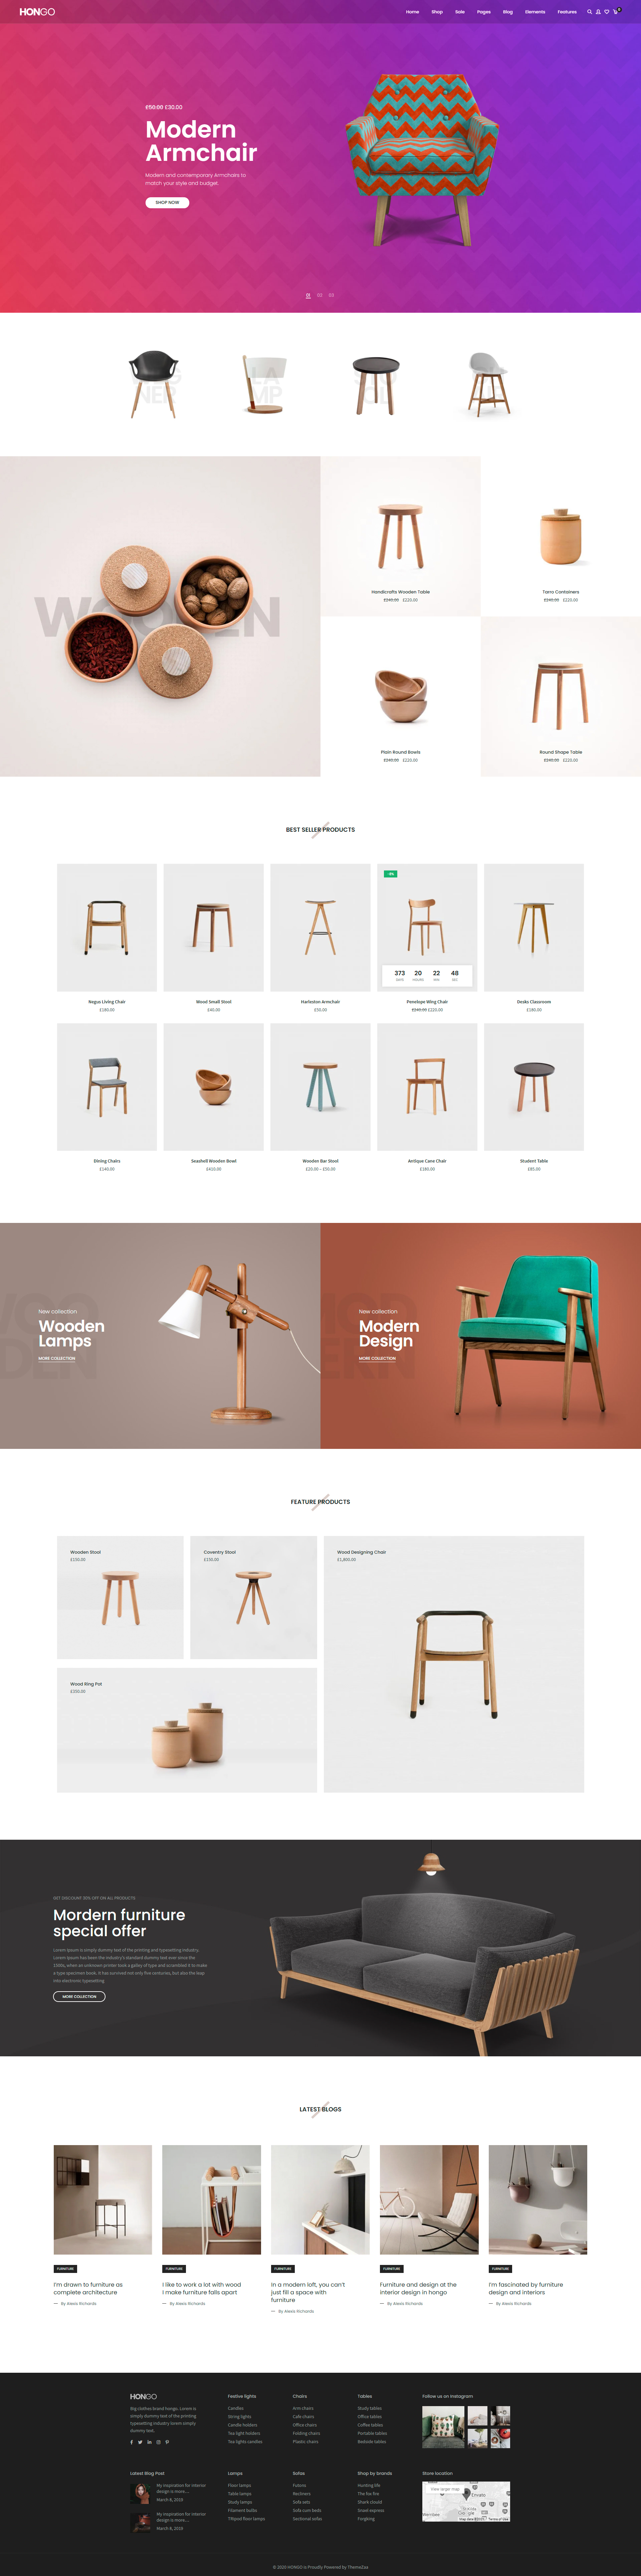 HONGO
Home Shop Sale Pages Blog Elements Features
0
£50.00 £30.00
Modern
Armchair
Modern and contemporary Armchairs to
match your style and budget.
SHOP NOW
01 02 03
WOODEN
Handicrafts Wooden Table
£240.00 £220.00
Tano Containers
£240.00 £220.00
Plain Round Bowls
£240.00 £220.00
Round Shape Table
£240.00 £220.00
BEST SELLER PRODUCTS
373 20 22 48
Negus Living Chair
£180.00
Wood Small Stool
£40.00
Harleston Armchair
£50.00
Penelope Wing Chair
£240.00 £220.00
Desks Classroom
£180.00
Dining Chairs
£140.00
Seashell Wooden Bowl
£410.00
Wooden Bar Stool
£20.00 – £50.00
Antique Cane Chair
£180.00
Student Table
£85.00
New collection
Wooden
Lamps
MORE COLLECTION
New collection
Modern
Design
MORE COLLECTION
FEATURE PRODUCTS
Wooden Stool
£150.00
Coventry Stool
£150.00
Wood Designing Chair
£1,800.00
Wood Ring Pot
£200.00
GET DISCOUNT 50% OFF ON ALL PRODUCTS
Mordern furniture
special offer
Lorem Ipsum is simply dummy text of the printing and typesetting industry.
Lorem Ipsum has been the industry's standard dummy text ever since the
1500s, when an unknown printer took a galley of type and scrambled it to make
a type specimen book. It has survived not only five centuries, but also the leap
into electronic typesetting
MORE COLLECTION
LATEST BLOGS
FURNITURE
I'm drawn to furniture as
complete architecture
By Alexis Richards
FURNITURE
I like to work a lot with wood
I make furniture falls apart
By Alexis Richards
FURNITURE
In a modern loft, you can't
just fill a space with
furniture
By Alexis Richards
FURNITURE
Furniture and design at the
interior design in hongo
By Alexis Richards
FURNITURE
I'm fascinated by furniture
design and interiors
By Alexis Richards
HONGO
Big clothes brand hongo. Lorem is
simply dummy text of the printing
typesetting industry lorem simply
dummy text.
Festive lights
Candles
String lights
Candle holders
Tea light holders
Tea lights candles
Chairs
Arm chairs
Cafe chairs
Office chairs
Folding chairs
Plastic chairs
Tables
Study tables
Office tables
Coffee tables
Portable tables
Bedside tables
Follow us on Instagram
Latest Blog Post
My inspiration for interior
design is more....
March 8, 2019
My inspiration for interior
design is more....
March 8, 2019
Lamps
Floor lamps
Table lamps
Study lamps
Filament bulbs
Tripod floor lamps
Sofas
Futons
Recliners
Sofa sets
Sofa cum beds
Sectional sofas
Shop by brands
Hunting life
The fox fire
Shark clould
Snail express
Forgking
Store location
View larger map
Encato
Google
Terms of Use
© 2020 HONGO is Proudly Powered by ThemeZaa